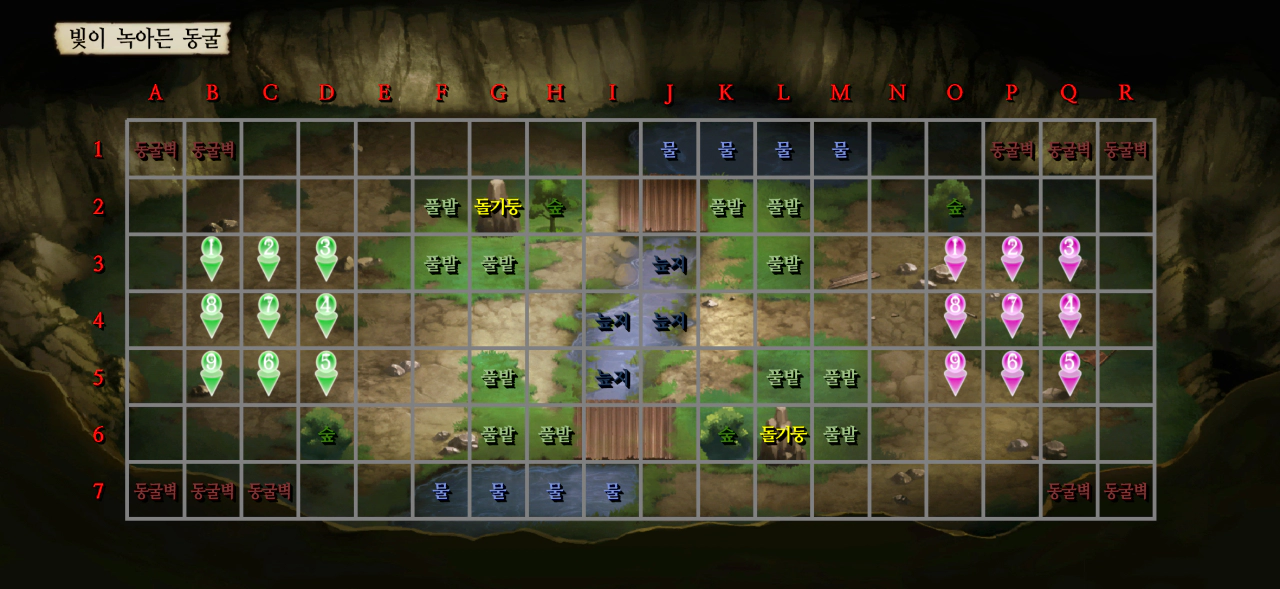 빛이 녹아든 동굴
A B C D E F G H I J K L M N O P Q R
1 동굴벽 동굴벽 물 물 물 물 동굴벽 동굴벽 동굴벽
2 풀밭 돌기둥 숲 풀밭 풀밭 숲
3 1 2 3 풀밭 풀밭 늪지 풀밭 1 2 3
4 8 7 4 늪지 늪지 8 7 4
5 9 6 5 풀밭 늪지 풀밭 풀밭 9 6 5
6 숲 풀밭 풀밭 숲 돌기둥 풀밭
7 동굴벽 동굴벽 동굴벽 물 물 물 물 동굴벽 동굴벽